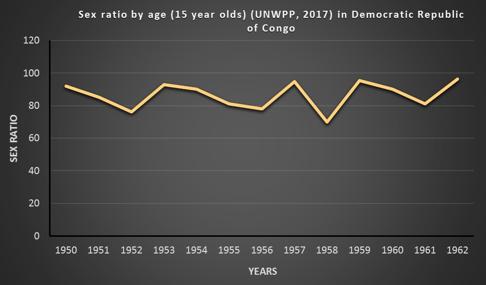 Sex ratio by age (15 year olds) (UNWPP, 2017) in Democratic Republic
of Congo
120
100
80
60
40
20
0
SEX RATIO
1950 1951 1952 1953 1954 1955 1956 1957 1958 1959 1960 1961 1962
YEARS